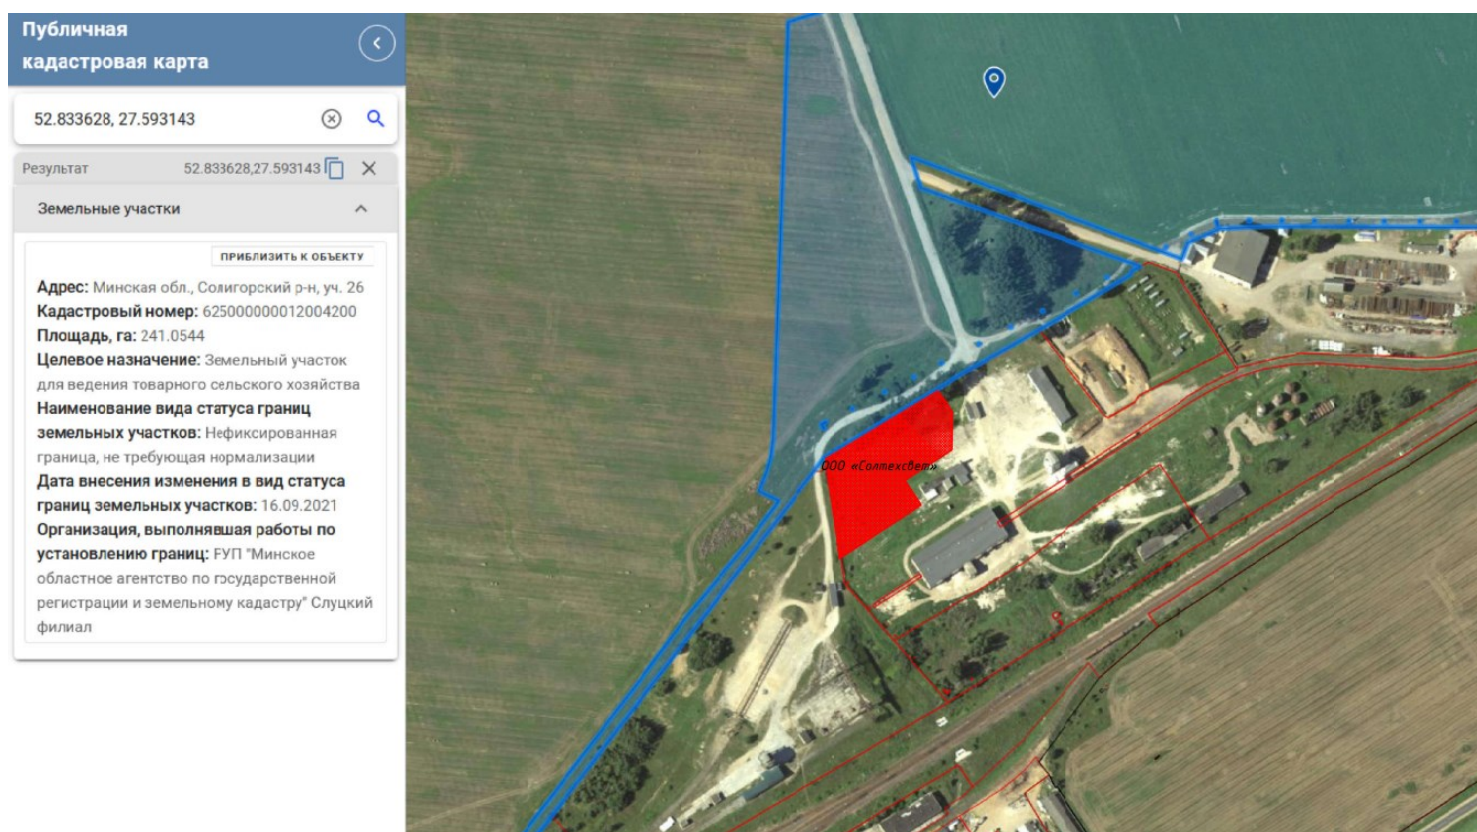 Публичная
кадастровая карта
52.833628, 27.593143
Результат 52.833628,27.593143
Земельные участки
ПРИБЛИЗИТЬ К ОБЪЕКТУ
Адрес: Минская обл., Солигорский р-н, уч. 26
Кадастровый номер: 625000000012004200
Площадь, га: 241.0544
Целевое назначение: Земельный участок
для ведения товарного сельского хозяйства
Наименование вида статуса границ
земельных участков: Нефиксированная
граница, не требующая нормализации
Дата внесения изменения в вид статуса
границ земельных участков: 16.09.2021
Организация, выполнявшая работы по
установлению границ: РУП "Минское
областное агентство по государственной
регистрации и земельному кадастру" Слуцкий
филиал
ООО «Солтехсвет»